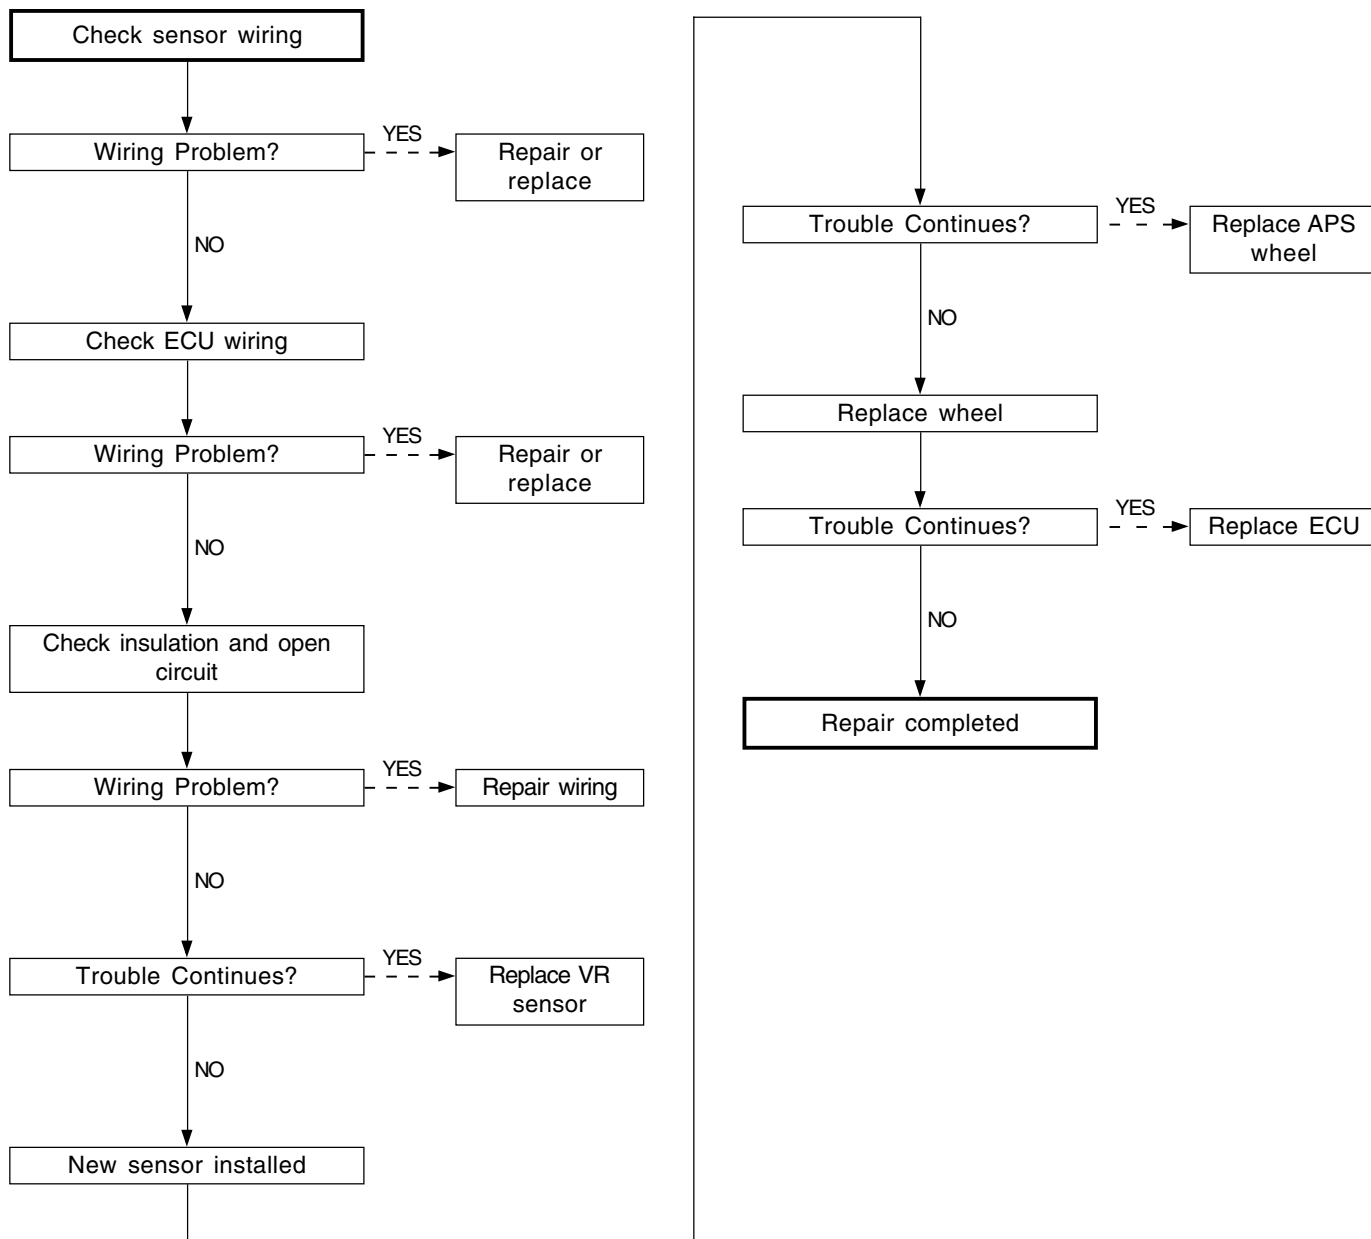 Check sensor wiring
Wiring Problem?
YES
Repair or
replace
NO
Check ECU wiring
Wiring Problem?
YES
Repair or
replace
NO
Check insulation and open
circuit
Wiring Problem?
YES
Repair wiring
NO
Trouble Continues?
YES
Replace VR
sensor
NO
New sensor installed
Trouble Continues?
YES
Replace APS
wheel
NO
Replace wheel
Trouble Continues?
YES
Replace ECU
NO
Repair completed